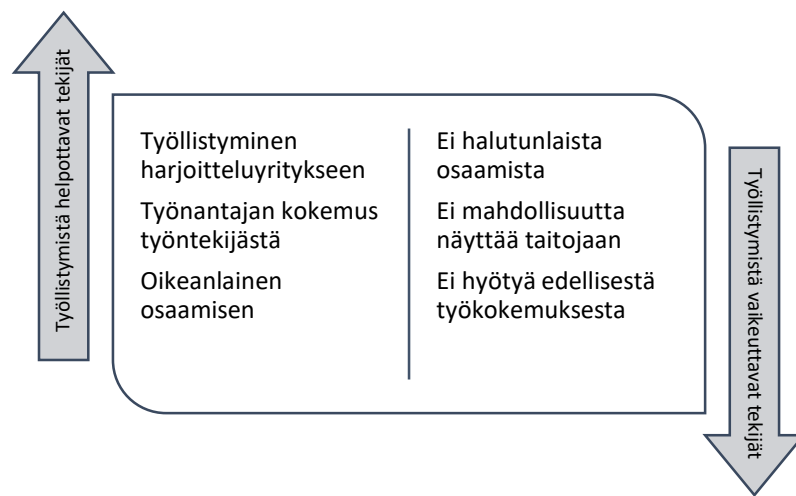 Työllistymistä helpottavat tekijät
Työllistyminen
harjoitteluyritykseen
Työnantajan kokemus
työntekijästä
Oikeanlainen
osaamisen
Ei halutunlaista
osaamista
Ei mahdollisuutta
näyttää taitojaan
Ei hyötyä edellisestä
työkokemuksesta
Työllistymistä vaikeuttavat tekijät